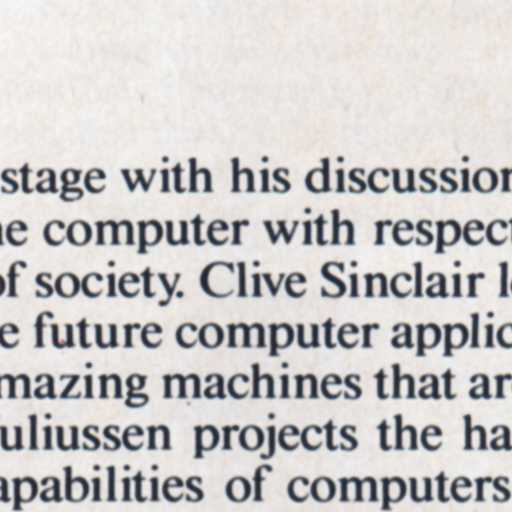 stage with his discussion
he computer with respect
of society. Clive Sinclair l
e future computer applic
mazing machines that ar
uliussen projects the ha
apabilities of computers